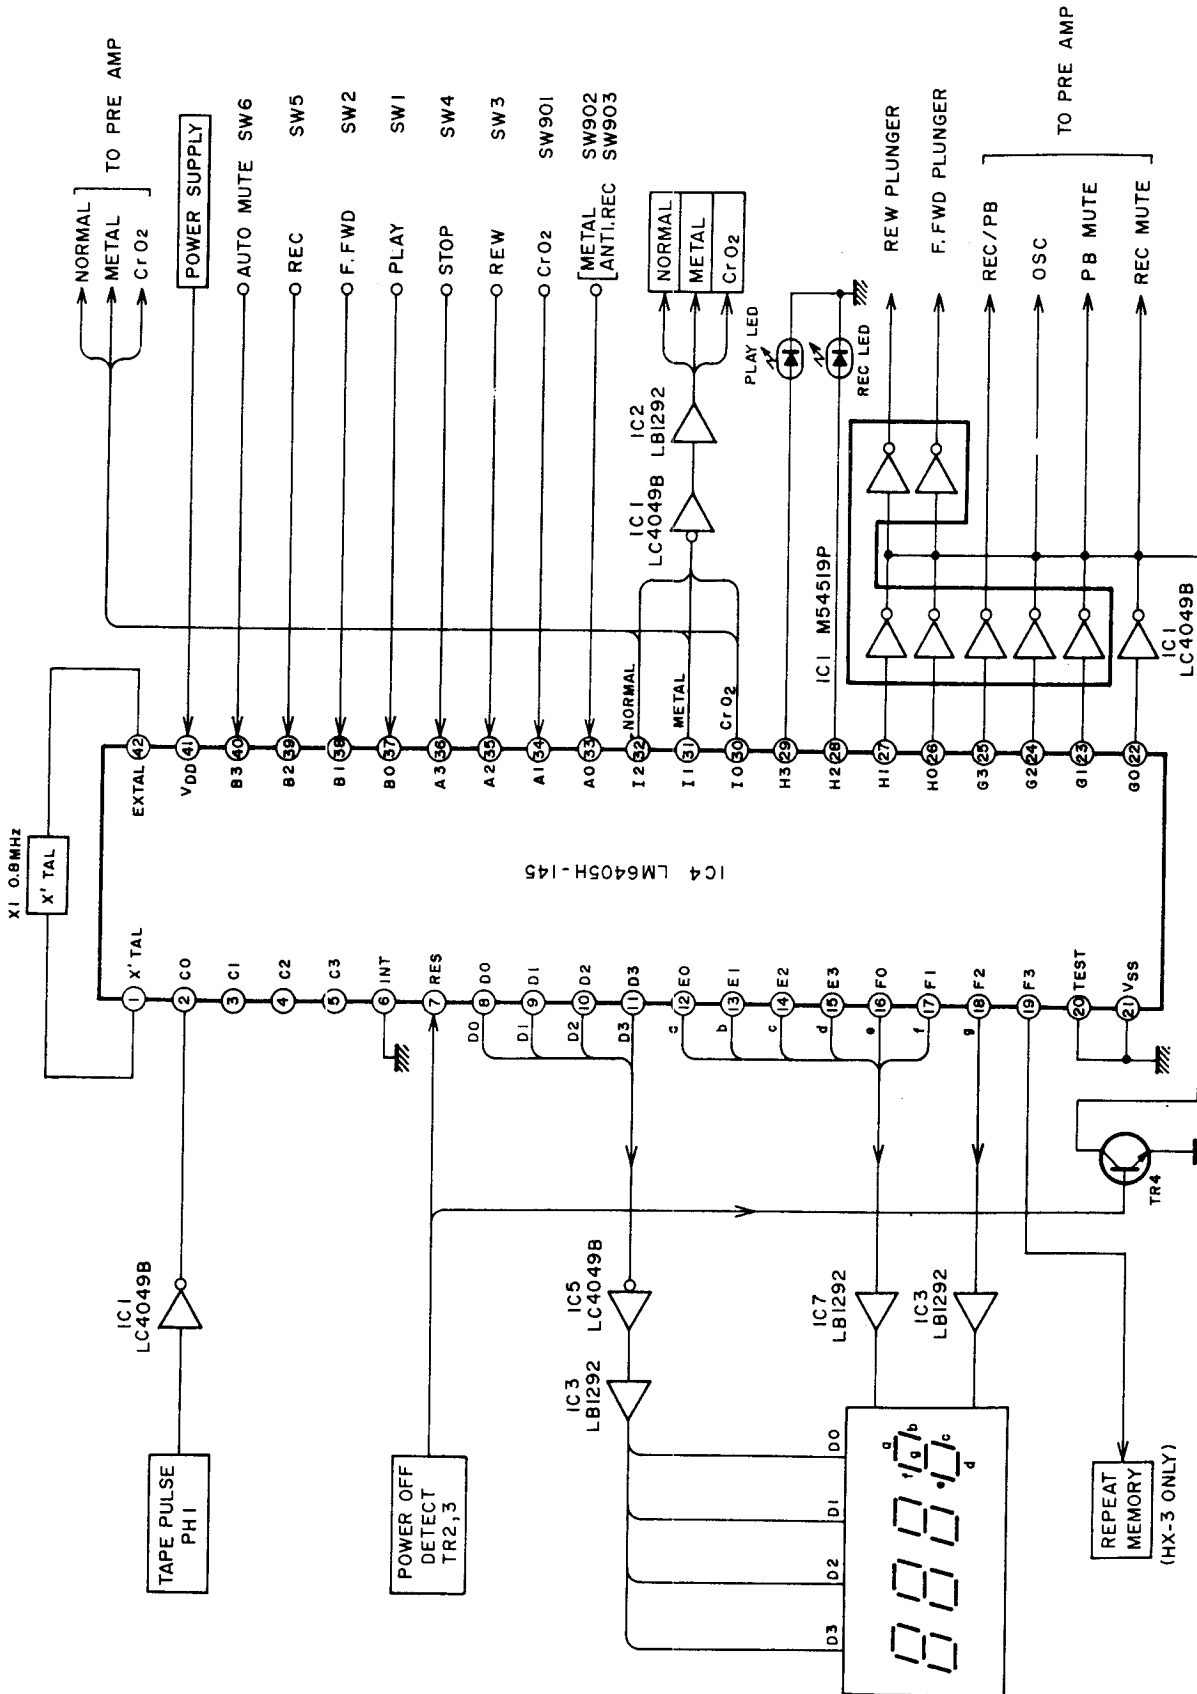 NORMAL
METAL
CrO2
TO PRE AMP
POWER SUPPLY
AUTO MUTE SW6
REC SW5
F.FWD SW2
PLAY SW1
STOP SW4
REW SW3
CrO2 SW901
METAL SW902
ANTI.REC SW903
NORMAL
METAL
CrO2
IC2
LB1292
IC1
LC4049B
PLAY LED
REC LED
IC1 M54519P
REW PLUNGER
F.FWD PLUNGER
REC/PB
OSC
PB MUTE
REC MUTE
TO PRE AMP
IC1
LC4049B
X1 0.8MHz
X' TAL
EXTAL 42
VDD 41
B3 40
B2 39
B1 38
B0 37
A3 36
A2 35
A1 34
A0 33
I2 32 NORMAL
I1 31 METAL
I0 30 CrO2
H3 29
H2 28
H1 27
H0 26
G3 25
G2 24
G1 23
G0 22
IC4 LM6405H-145
1 X' TAL
2 C0
3 C1
4 C2
5 C3
6 INT
7 RES
D0 8 D0
D1 9 D1
D2 10 D2
D3 11 D3
a 12 E0
b 13 E1
c 14 E2
d 15 E3
e 16 F0
f 17 F1
g 18 F2
19 F3
20 TEST
21 VSS
TR4
IC1
LC4049B
TAPE PULSE
PH1
POWER OFF
DETECT
TR2,3
IC5
LC4049B
IC3
LB1292
IC7
LB1292
IC3
LB1292
D3
D2
D1
D0
a
f
g
b
e
c
d
REPEAT
MEMORY
(HX-3 ONLY)